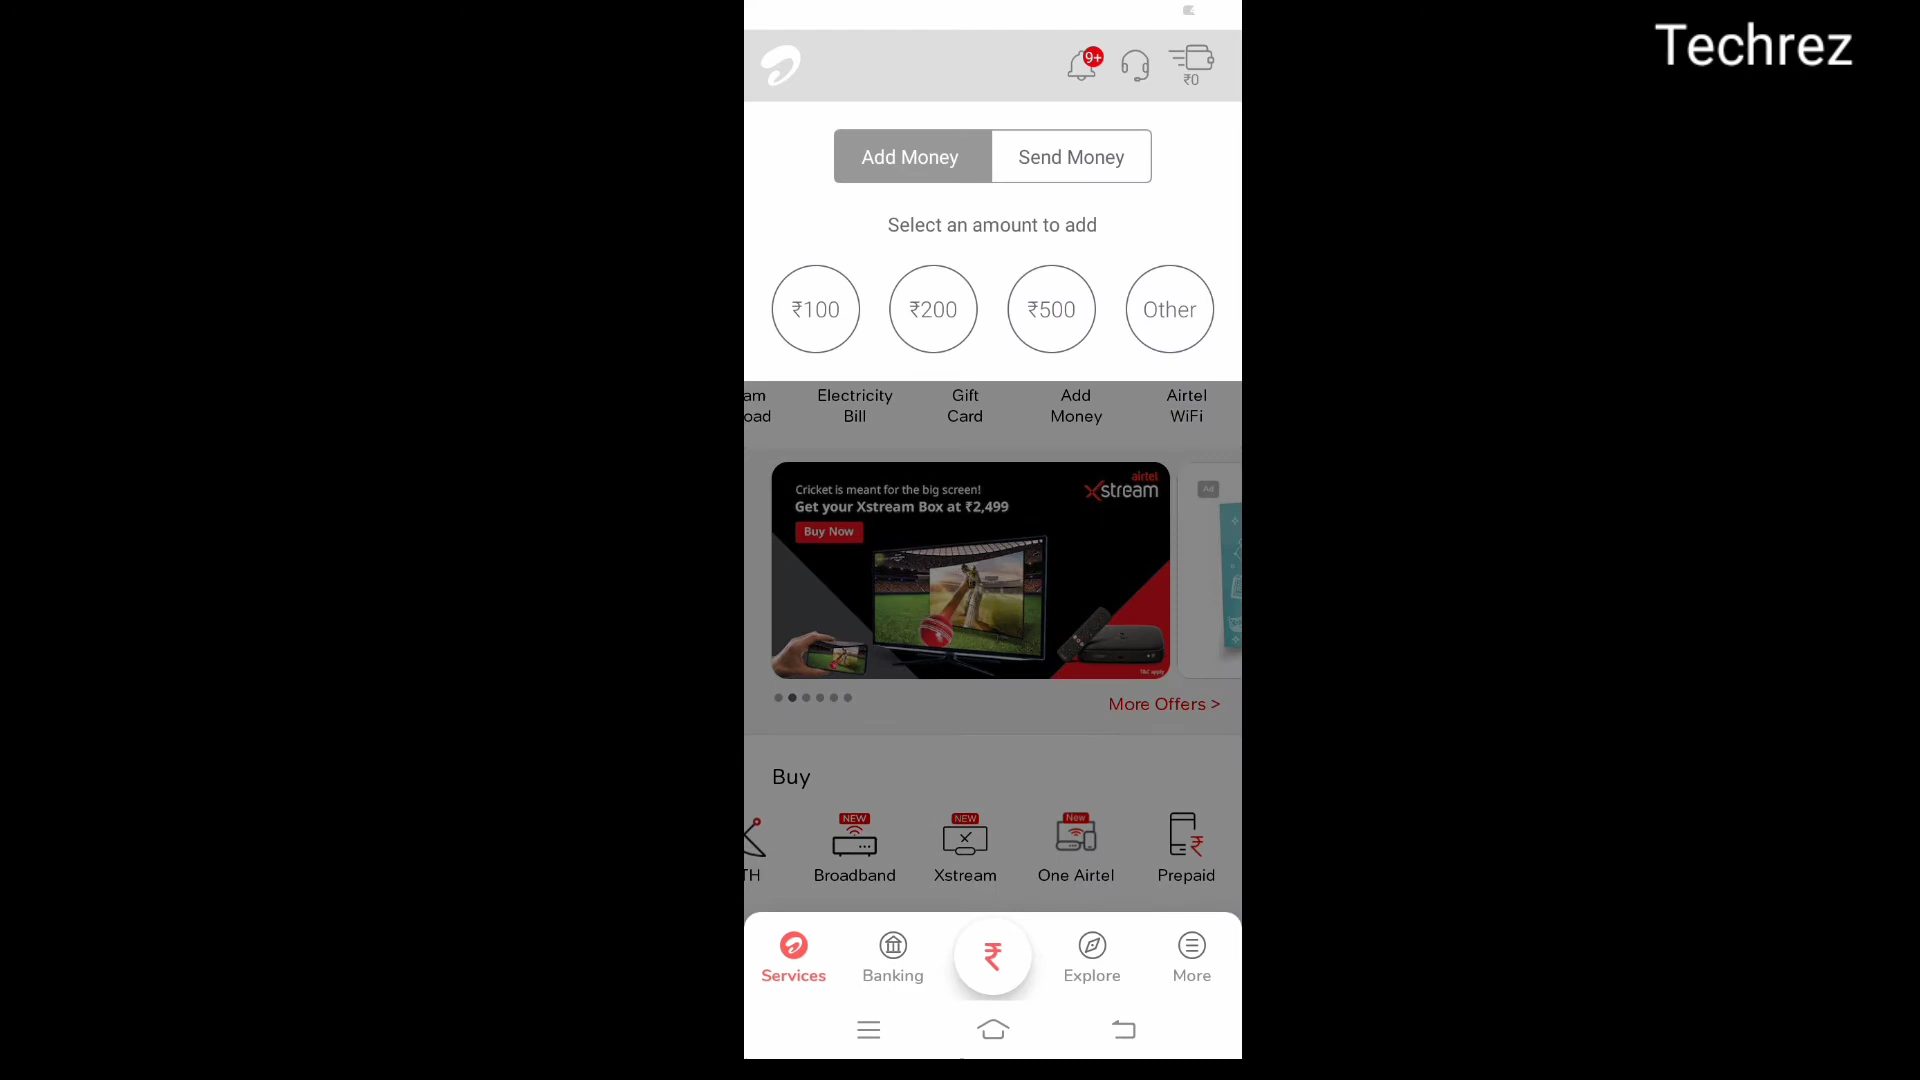 Techrez
9+
₹0
Add Money
Send Money
Select an amount to add
₹100
₹200
₹500
Other
am
oad
Electricity
Bill
Gift
Card
Add
Money
Airtel
WiFi
Cricket is meant for the big screen!
Get your Xstream Box at ₹2,499
Buy Now
airtel
Xstream
T&C apply
Ad
More Offers >
Buy
TH
NEW
Broadband
NEW
Xstream
New
One Airtel
Prepaid
₹
Services
Banking
₹
Explore
More